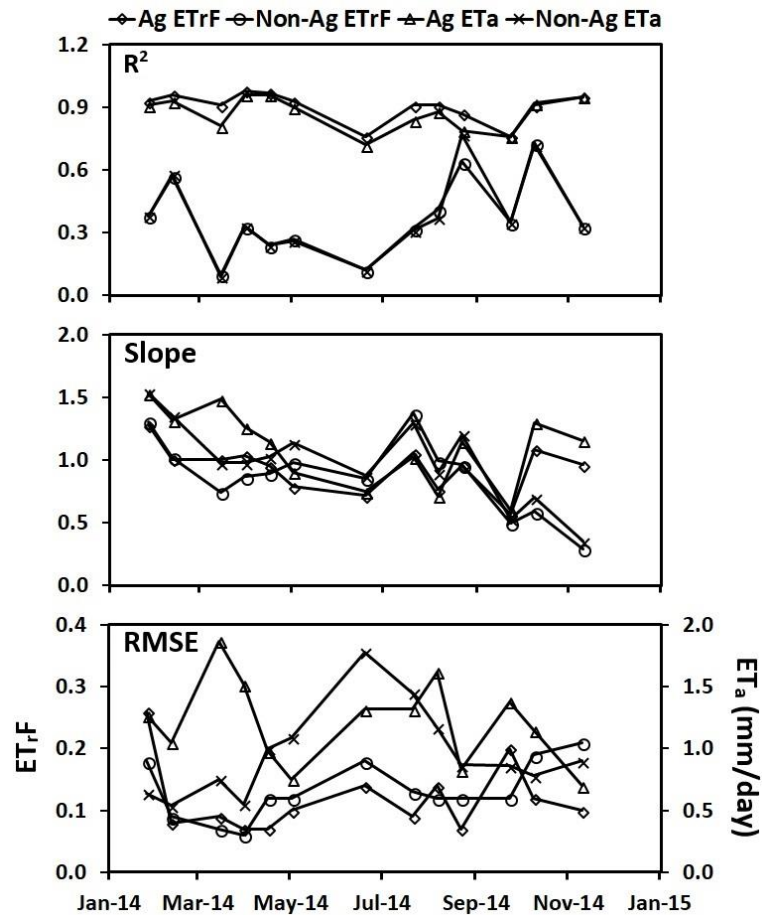 Ag ETrF Non-Ag ETrF Ag ETa Non-Ag ETa
R²
1.2
0.9
0.6
0.3
0.0
Slope
2.0
1.5
1.0
0.5
0.0
RMSE
ETrF
0.4
0.3
0.2
0.1
0.0
2.0
1.5
1.0
0.5
0.0
ETa (mm/day)
Jan-14 Mar-14 May-14 Jul-14 Sep-14 Nov-14 Jan-15